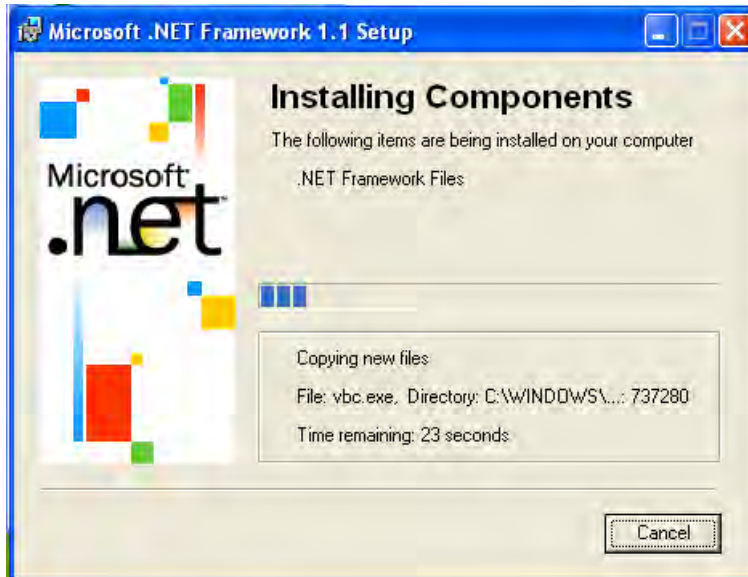 Microsoft .NET Framework 1.1 Setup
Installing Components
The following items are being installed on your computer
.NET Framework Files
Microsoft
.net
Copying new files
File: vbc.exe, Directory: C:\WINDOWS\...: 737280
Time remaining: 23 seconds
Cancel